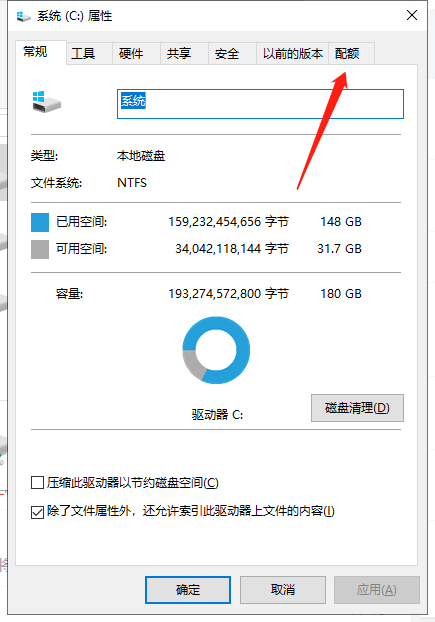 系统 (C:) 属性
常规 工具 硬件 共享 安全 以前的版本 配额
系统
类型: 本地磁盘
文件系统: NTFS
已用空间: 159,232,454,656 字节 148 GB
可用空间: 34,042,118,144 字节 31.7 GB
容量: 193,274,572,800 字节 180 GB
驱动器 C:
磁盘清理(D)
压缩此驱动器以节约磁盘空间(C)
除了文件属性外，还允许索引此驱动器上文件的内容(I)
确定 取消 应用(A)